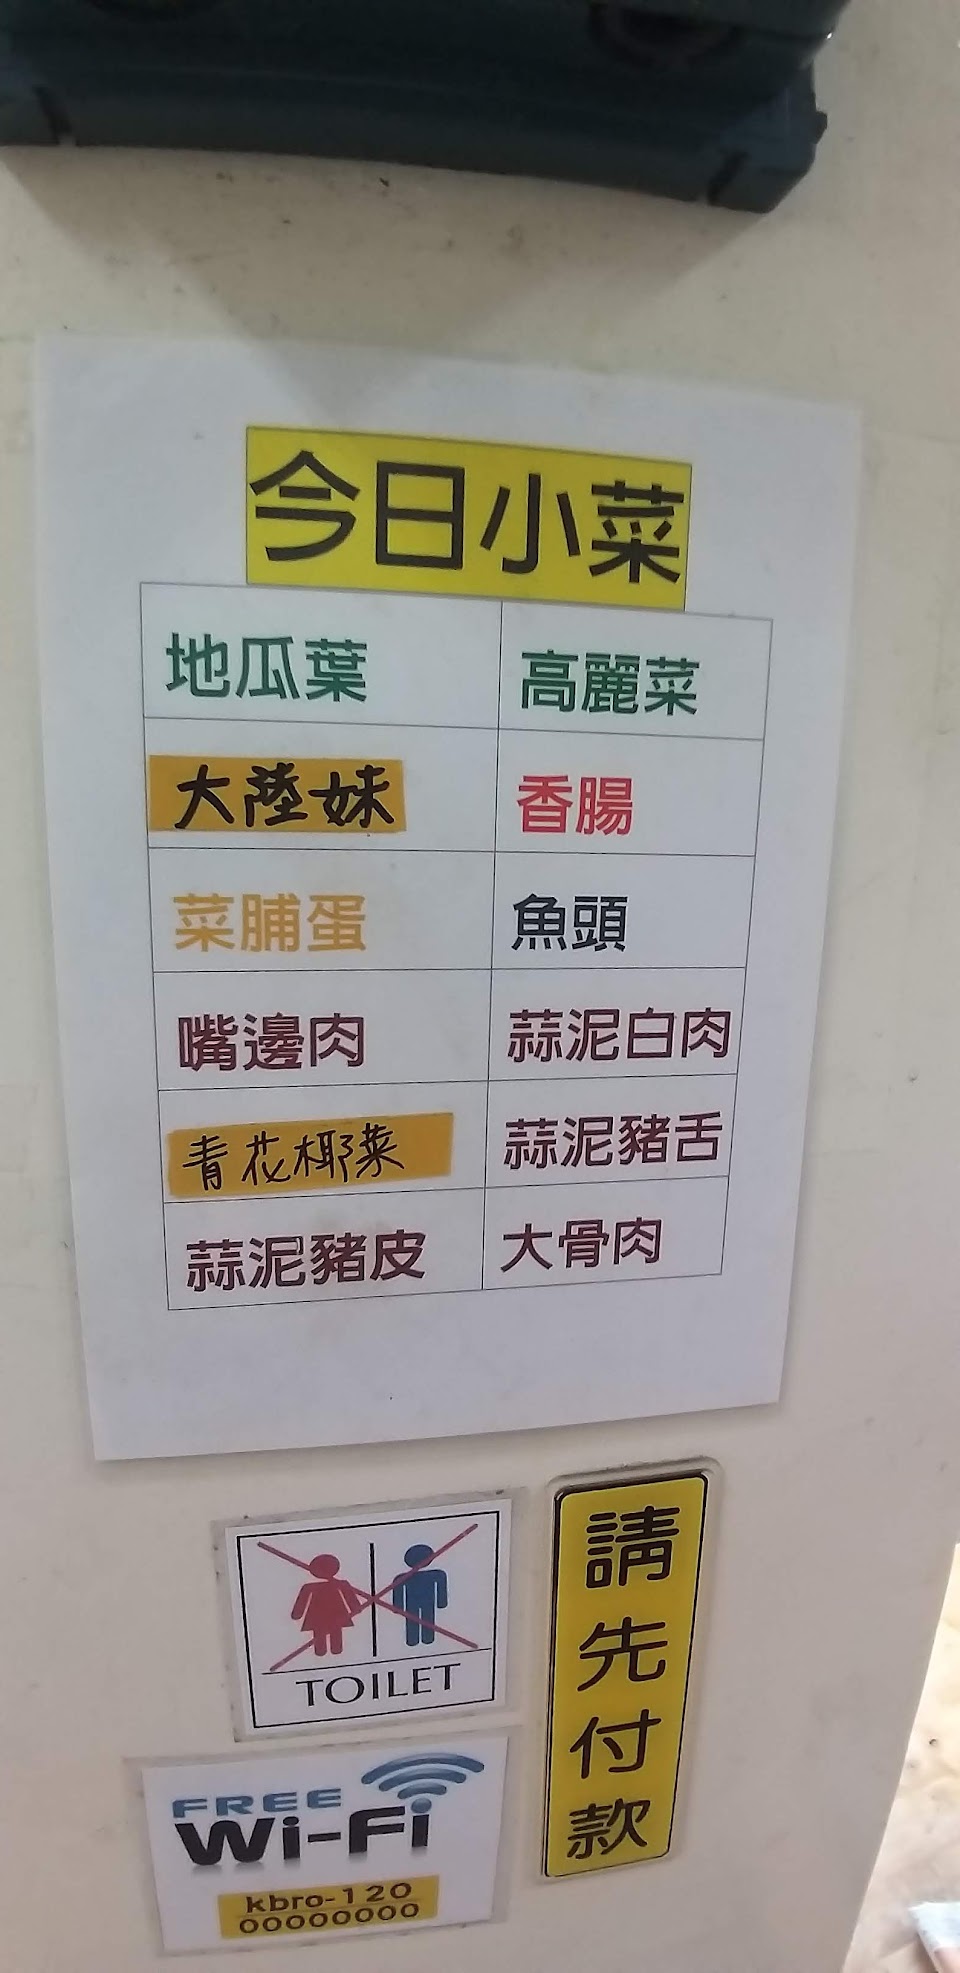 今日小菜
地瓜葉 高麗菜
大陸妹 香腸
菜脯蛋 魚頭
嘴邊肉 蒜泥白肉
青花椰菜 蒜泥豬舌
蒜泥豬皮 大骨肉
TOILET
請先付款
FREE
Wi-Fi
kbro-120
00000000